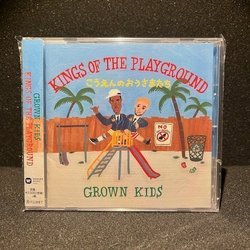 KINGS OF THE PLAYGROUND
こうえんのおうさまたち
NO
GROWN KIDS
GROWN KIDS
KINGS OF THE PLAYGROUND